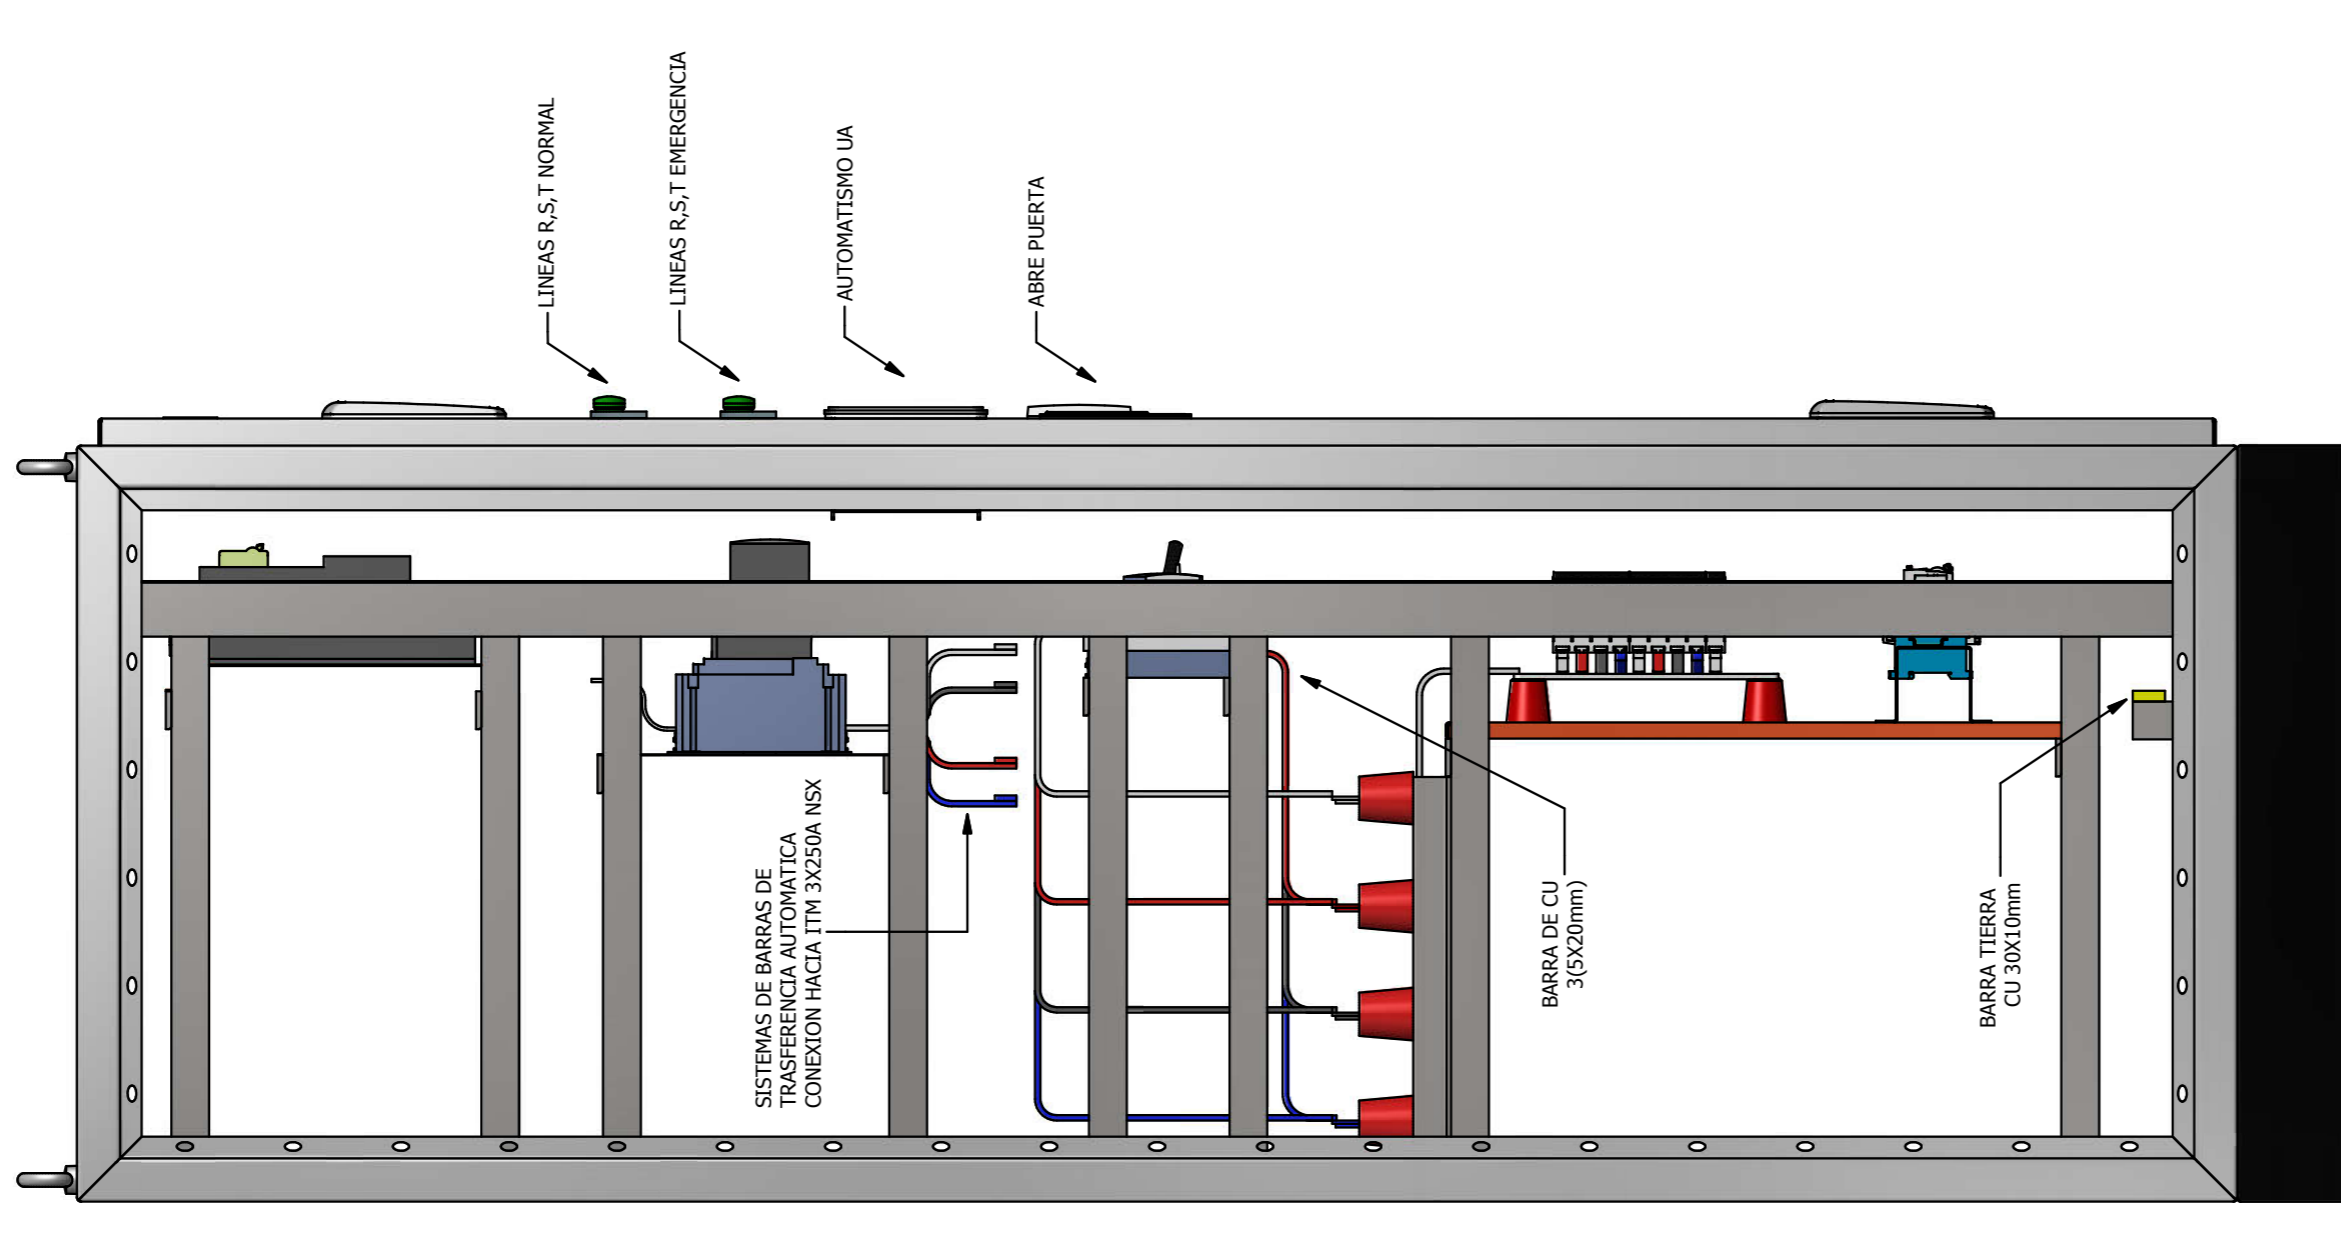 LINEAS R,S,T NORMAL
LINEAS R,S,T EMERGENCIA
AUTOMATISMO UA
ABRE PUERTA
SISTEMAS DE BARRAS DE
TRASFERENCIA AUTOMATICA
CONEXION HACIA ITM 3X250A NSX
BARRA DE CU
3(5X20mm)
BARRA TIERRA
CU 30X10mm